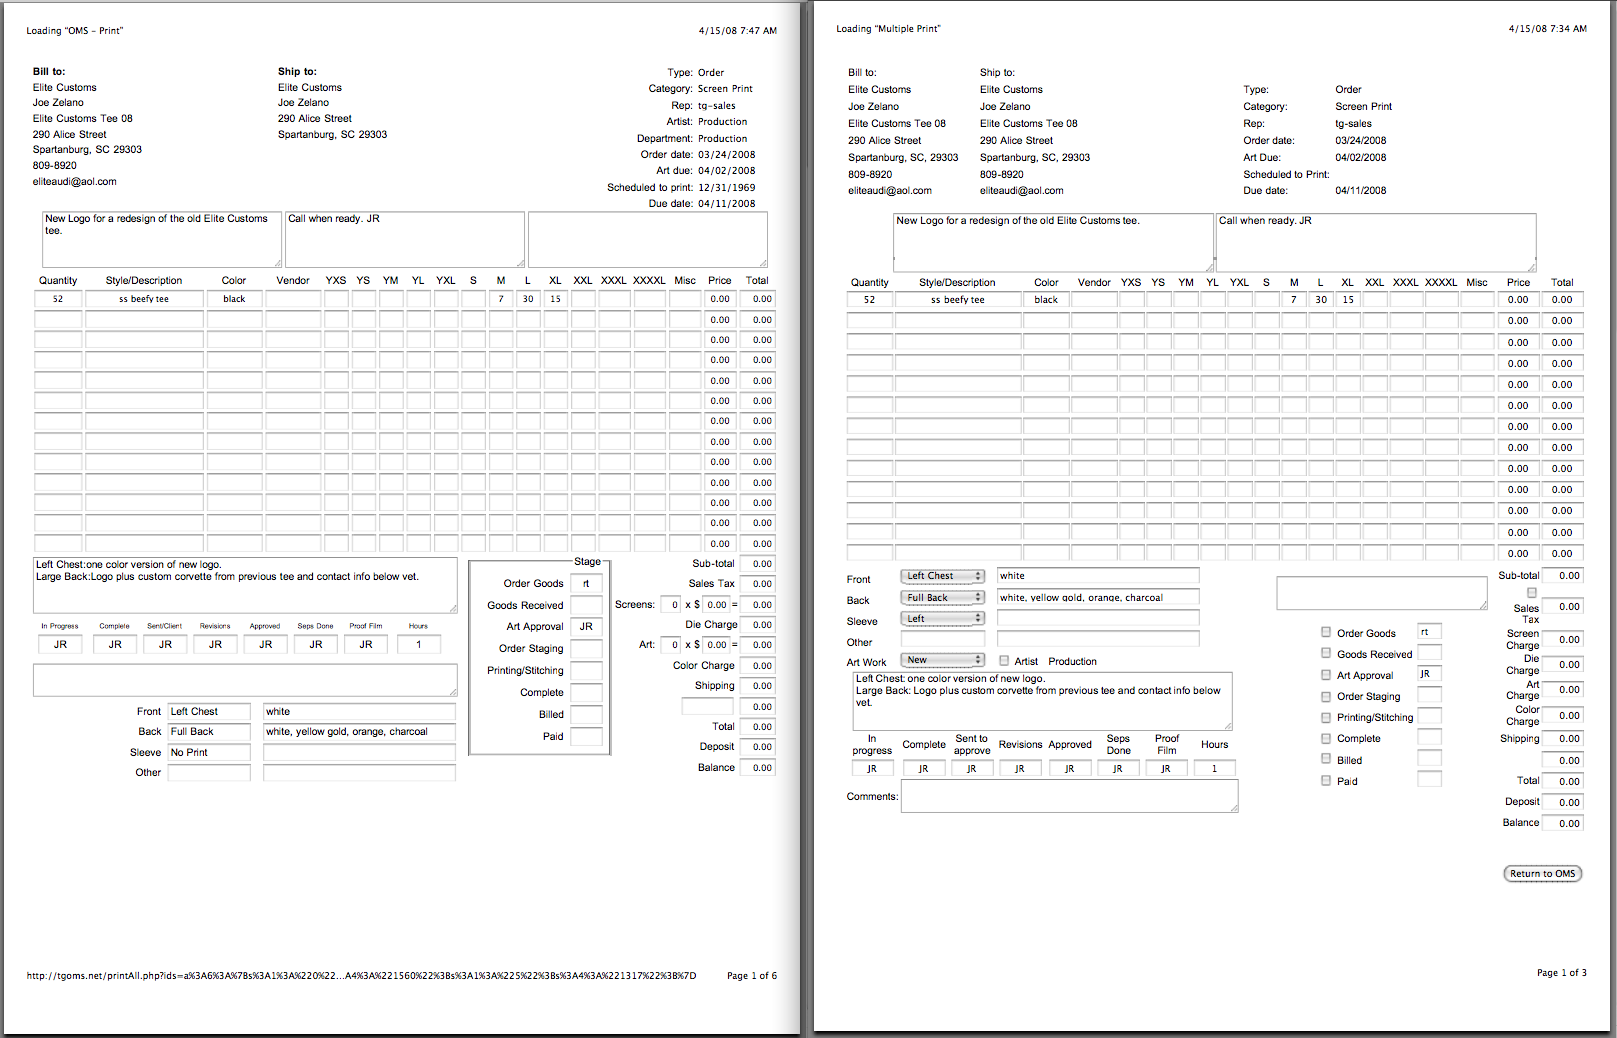 Loading "OMS – Print"
4/15/08 7:47 AM
Bill to:
Elite Customs
Joe Zelano
Elite Customs Tee 08
290 Alice Street
Spartanburg, SC 29303
809-8920
eliteaudi@aol.com
Ship to:
Elite Customs
Joe Zelano
290 Alice Street
Spartanburg, SC 29303
Type: Order
Category: Screen Print
Rep: tg-sales
Artist: Production
Department: Production
Order date: 03/24/2008
Art due: 04/02/2008
Scheduled to print: 12/31/1969
Due date: 04/11/2008
New Logo for a redesign of the old Elite Customs
tee.
Call when ready. JR
Quantity Style/Description Color Vendor YXS YS YM YL YXL S M L XL XXL XXXL XXXXL Misc Price Total
52 ss beefy tee black 7 30 15 0.00 0.00
0.00 0.00
0.00 0.00
0.00 0.00
0.00 0.00
0.00 0.00
0.00 0.00
0.00 0.00
0.00 0.00
0.00 0.00
0.00 0.00
0.00 0.00
0.00 0.00
Left Chest:one color version of new logo.
Large Back:Logo plus custom corvette from previous tee and contact info below vet.
In Progress Complete Sent/Client Revisions Approved Seps Done Proof Film Hours
JR JR JR JR JR JR JR 1
Front Left Chest white
Back Full Back white, yellow gold, orange, charcoal
Sleeve No Print
Other
Stage
Order Goods rt
Goods Received
Art Approval JR
Order Staging
Printing/Stitching
Complete
Billed
Paid
Sub-total 0.00
Sales Tax 0.00
Screens: 0 x $ 0.00 = 0.00
Die Charge 0.00
Art: 0 x $ 0.00 = 0.00
Color Charge 0.00
Shipping 0.00
0.00
Total 0.00
Deposit 0.00
Balance 0.00
http://tgoms.net/printAll.php?ids=a%3A6%3A%7Bs%3A1%3A%220%22...A4%3A%221560%22%3Bs%3A1%3A%225%22%3Bs%3A4%3A%221317%22%3B%7D
Page 1 of 6
Loading "Multiple Print"
4/15/08 7:34 AM
Bill to:
Elite Customs
Joe Zelano
Elite Customs Tee 08
290 Alice Street
Spartanburg, SC, 29303
809-8920
eliteaudi@aol.com
Ship to:
Elite Customs
Joe Zelano
Elite Customs Tee 08
290 Alice Street
Spartanburg, SC, 29303
809-8920
eliteaudi@aol.com
Type: Order
Category: Screen Print
Rep: tg-sales
Order date: 03/24/2008
Art Due: 04/02/2008
Scheduled to Print:
Due date: 04/11/2008
New Logo for a redesign of the old Elite Customs tee.
Call when ready. JR
Quantity Style/Description Color Vendor YXS YS YM YL YXL S M L XL XXL XXXL XXXXL Misc Price Total
52 ss beefy tee black 7 30 15 0.00 0.00
0.00 0.00
0.00 0.00
0.00 0.00
0.00 0.00
0.00 0.00
0.00 0.00
0.00 0.00
0.00 0.00
0.00 0.00
0.00 0.00
0.00 0.00
0.00 0.00
Front Left Chest white
Back Full Back white, yellow gold, orange, charcoal
Sleeve Left
Other
Art Work New Artist Production
Left Chest: one color version of new logo.
Large Back: Logo plus custom corvette from previous tee and contact info below
vet.
In
progress
Complete
Sent to
approve
Revisions
Approved
Seps
Done
Proof
Film
Hours
JR JR JR JR JR JR JR 1
Comments:
Order Goods rt
Goods Received
Art Approval JR
Order Staging
Printing/Stitching
Complete
Billed
Paid
Sub-total 0.00
Sales
Tax
0.00
Screen
Charge
0.00
Die
Charge
0.00
Art
Charge
0.00
Color
Charge
0.00
Shipping 0.00
0.00
Total 0.00
Deposit 0.00
Balance 0.00
Return to OMS
Page 1 of 3